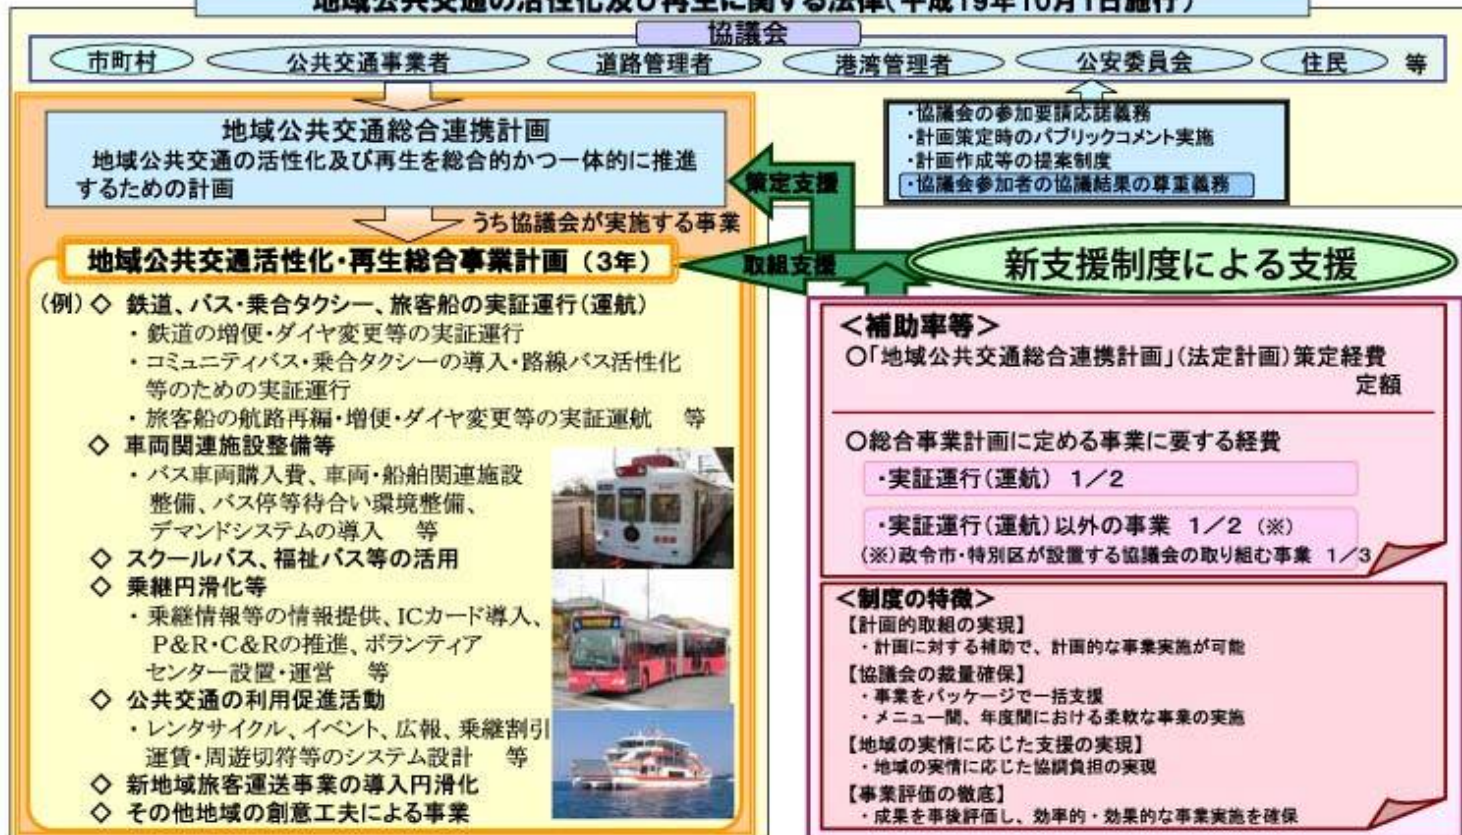 地域公共交通の活性化及び再生に関する法律(平成19年10月1日施行)
協議会
市町村
公共交通事業者
道路管理者
港湾管理者
公安委員会
住民
等
地域公共交通総合連携計画
地域公共交通の活性化及び再生を総合的かつ一体的に推進
するための計画
・協議会の参加要請応諾義務
・計画策定時のパブリックコメント実施
・計画作成等の提案制度
・協議会参加者の協議結果の尊重義務
策定支援
うち協議会が実施する事業
地域公共交通活性化・再生総合事業計画 (3年)
取組支援
新支援制度による支援
(例) ◇ 鉄道、バス・乗合タクシー、旅客船の実証運行(運航)
・鉄道の増便・ダイヤ変更等の実証運行
・コミュニティバス・乗合タクシーの導入・路線バス活性化
等のための実証運行
・旅客船の航路再編・増便・ダイヤ変更等の実証運航 等
◇ 車両関連施設整備等
・バス車両購入費、車両・船舶関連施設
整備、バス停等待合い環境整備、
デマンドシステムの導入 等
◇ スクールバス、福祉バス等の活用
◇ 乗継円滑化等
・乗継情報等の情報提供、ICカード導入、
P&R・C&Rの推進、ボランティア
センター設置・運営 等
◇ 公共交通の利用促進活動
・レンタサイクル、イベント、広報、乗継割引
運賃・周遊切符等のシステム設計 等
◇ 新地域旅客運送事業の導入円滑化
◇ その他地域の創意工夫による事業
<補助率等>
○「地域公共交通総合連携計画」(法定計画)策定経費
定額
○総合事業計画に定める事業に要する経費
・実証運行(運航) 1/2
・実証運行(運航)以外の事業 1/2 (※)
(※)政令市・特別区が設置する協議会の取り組む事業 1/3
<制度の特徴>
【計画的取組の実現】
・計画に対する補助で、計画的な事業実施が可能
【協議会の裁量確保】
・事業をパッケージで一括支援
・メニュー間、年度間における柔軟な事業の実施
【地域の実情に応じた支援の実現】
・地域の実情に応じた協調負担の実現
【事業評価の徹底】
・成果を事後評価し、効率的・効果的な事業実施を確保